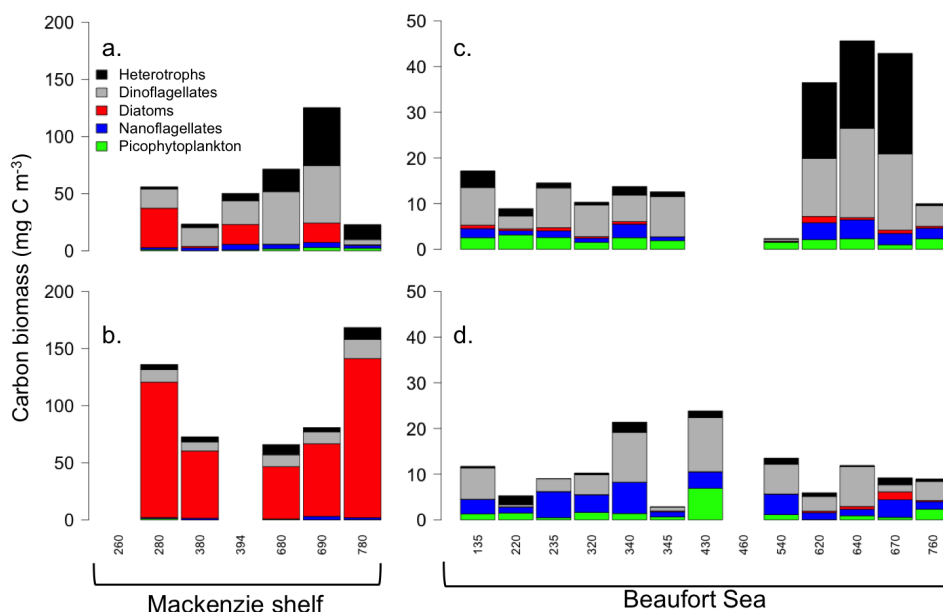 a.
Heterotrophs
Dinoflagellates
Diatoms
Nanoflagellates
Picophytoplankton
200
150
100
50
0
c.
50
40
30
20
10
0
Carbon biomass (mg C m⁻³)
b.
200
150
100
50
0
d.
50
40
30
20
10
0
260 280 380 394 680 690 780
135 220 235 320 340 345 430 460 540 620 640 670 760
Mackenzie shelf
Beaufort Sea